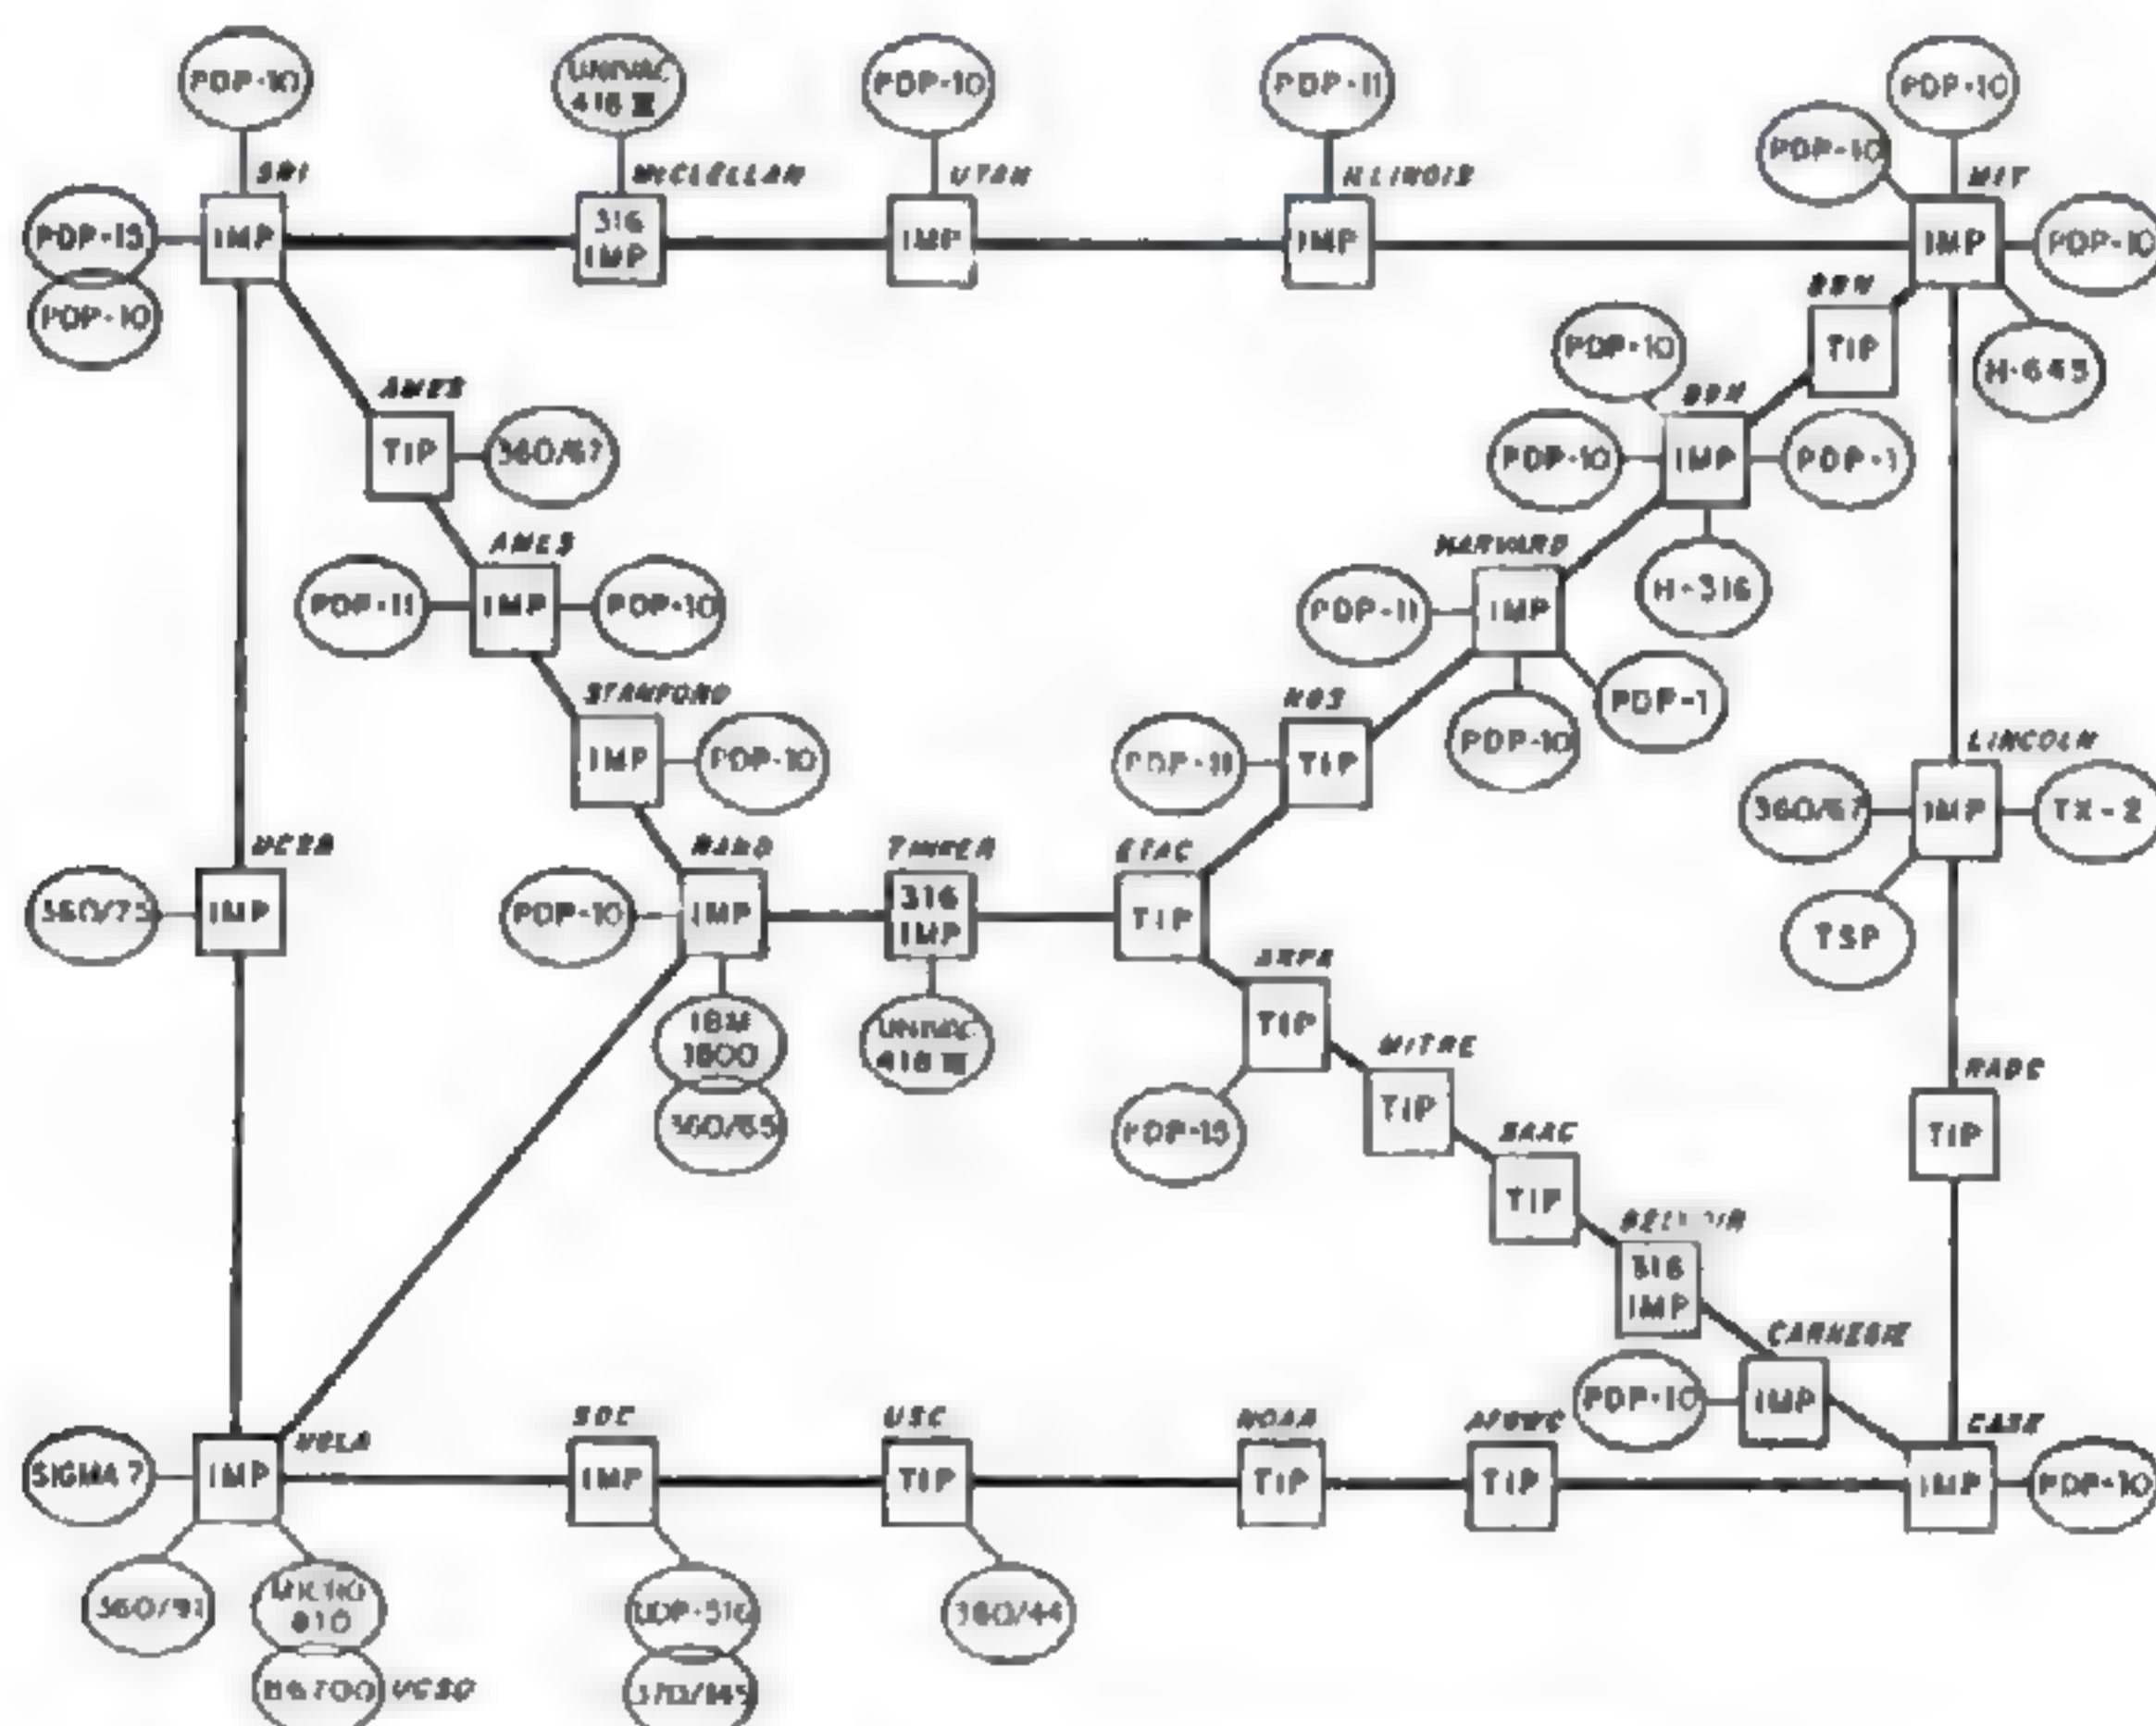 PDP-10
UNIVAC
418 III
PDP-10
PDP-11
PDP-10
PDP-10
SRI
MCCLELLAN
UTAH
ILLINOIS
MIT
PDP-15
IMP
316
IMP
IMP
IMP
IMP
PDP-10
PDP-10
BBN
TIP
H-645
PDP-10
AMES
TIP
360/67
BBN
PDP-10
IMP
PDP-1
H-316
AMES
PDP-11
IMP
PDP-10
HARVARD
PDP-11
IMP
PDP-1
PDP-10
STANFORD
IMP
PDP-10
NBS
PDP-11
TIP
LINCOLN
360/67
IMP
TX-2
TSP
UCSB
360/75
IMP
RAND
PDP-10
IMP
TINKER
316
IMP
ETAC
TIP
IBM
1800
360/65
UNIVAC
418 III
ARPA
TIP
PDP-15
MITRE
TIP
RADC
TIP
SAAC
TIP
316
IMP
CARNEGIE
PDP-10
IMP
UCLA
SIGMA 7
IMP
SDC
IMP
USC
TIP
NOAA
TIP
TIP
CASE
IMP
PDP-10
360/91
MICRO
810
B6700
UCSD
DDP-516
370/145
360/44